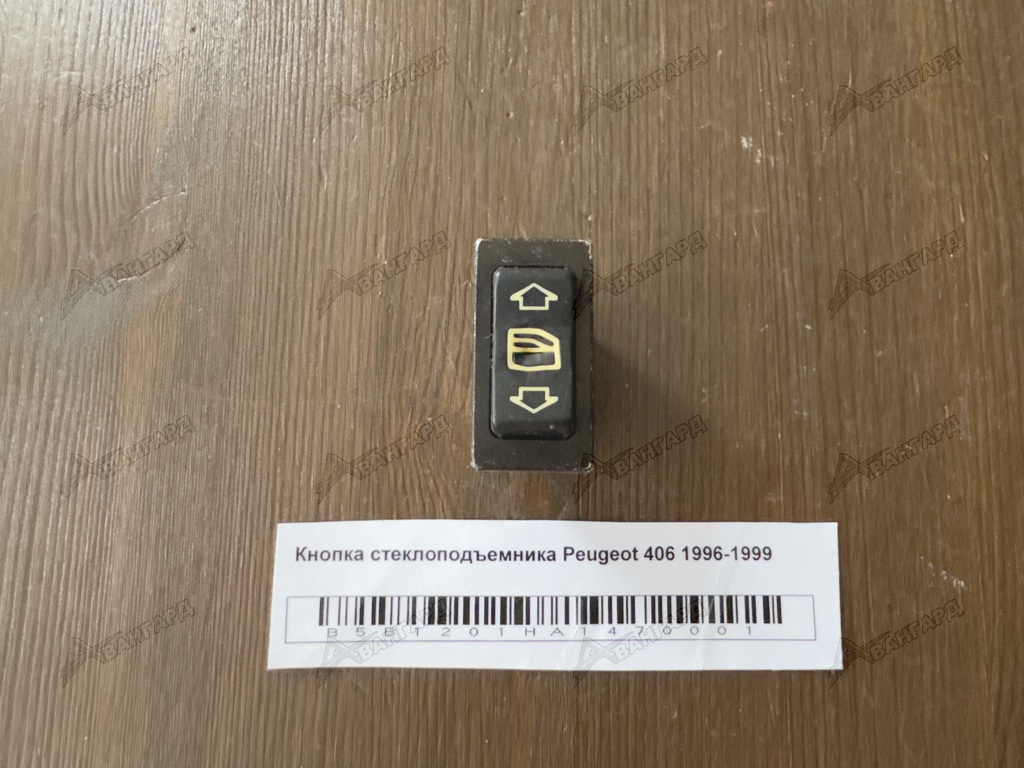 Кнопка стеклоподъемника Peugeot 406 1996-1999
B5B1201HA1470001
АВАНГАРД